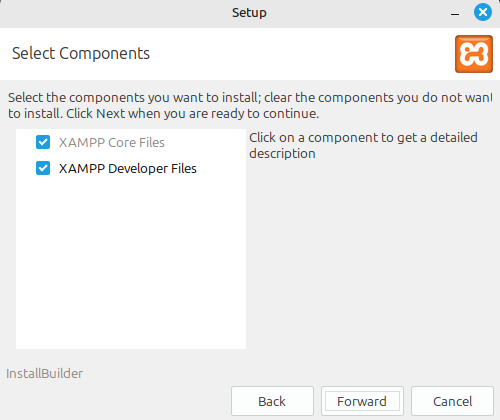 Setup
Select Components
Select the components you want to install; clear the components you do not want
to install. Click Next when you are ready to continue.
XAMPP Core Files
XAMPP Developer Files
Click on a component to get a detailed
description
InstallBuilder
Back
Forward
Cancel